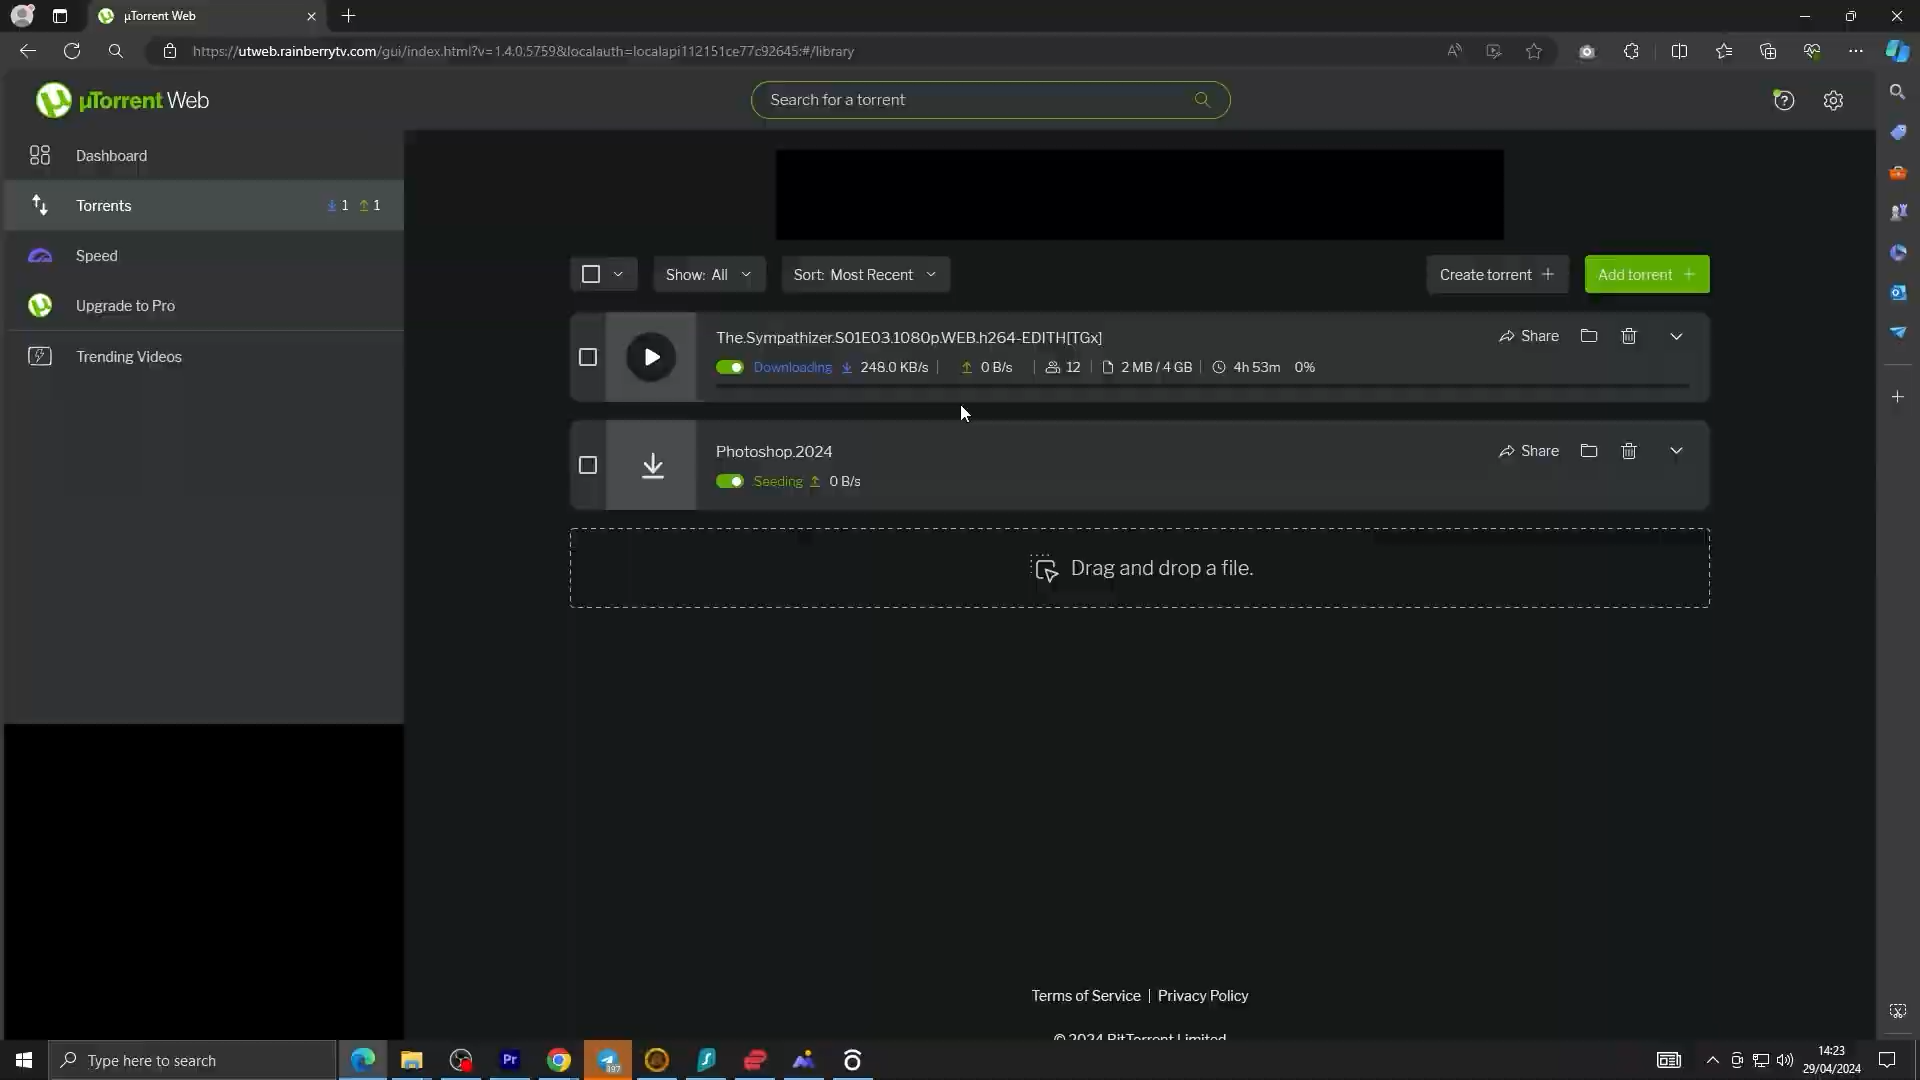 µTorrent Web
https://utweb.rainberrytv.com/gui/index.html?v=1.4.0.5759&localauth=localapi112151ce77c92645:#/library
µTorrent Web
Search for a torrent
Dashboard
Torrents 1 1
Speed
Upgrade to Pro
Trending Videos
Show: All
Sort: Most Recent
Create torrent +
Add torrent +
The.Sympathizer.S01E03.1080p.WEB.h264-EDITH[TGx]
Share
Downloading 248.0 KB/s | 0 B/s | 12 | 2 MB / 4 GB | 4h 53m 0%
Photoshop.2024
Share
Seeding 0 B/s
Drag and drop a file.
Terms of Service | Privacy Policy
© 2024 BitTorrent Limited
Type here to search
Pr
497
14:23
29/04/2024